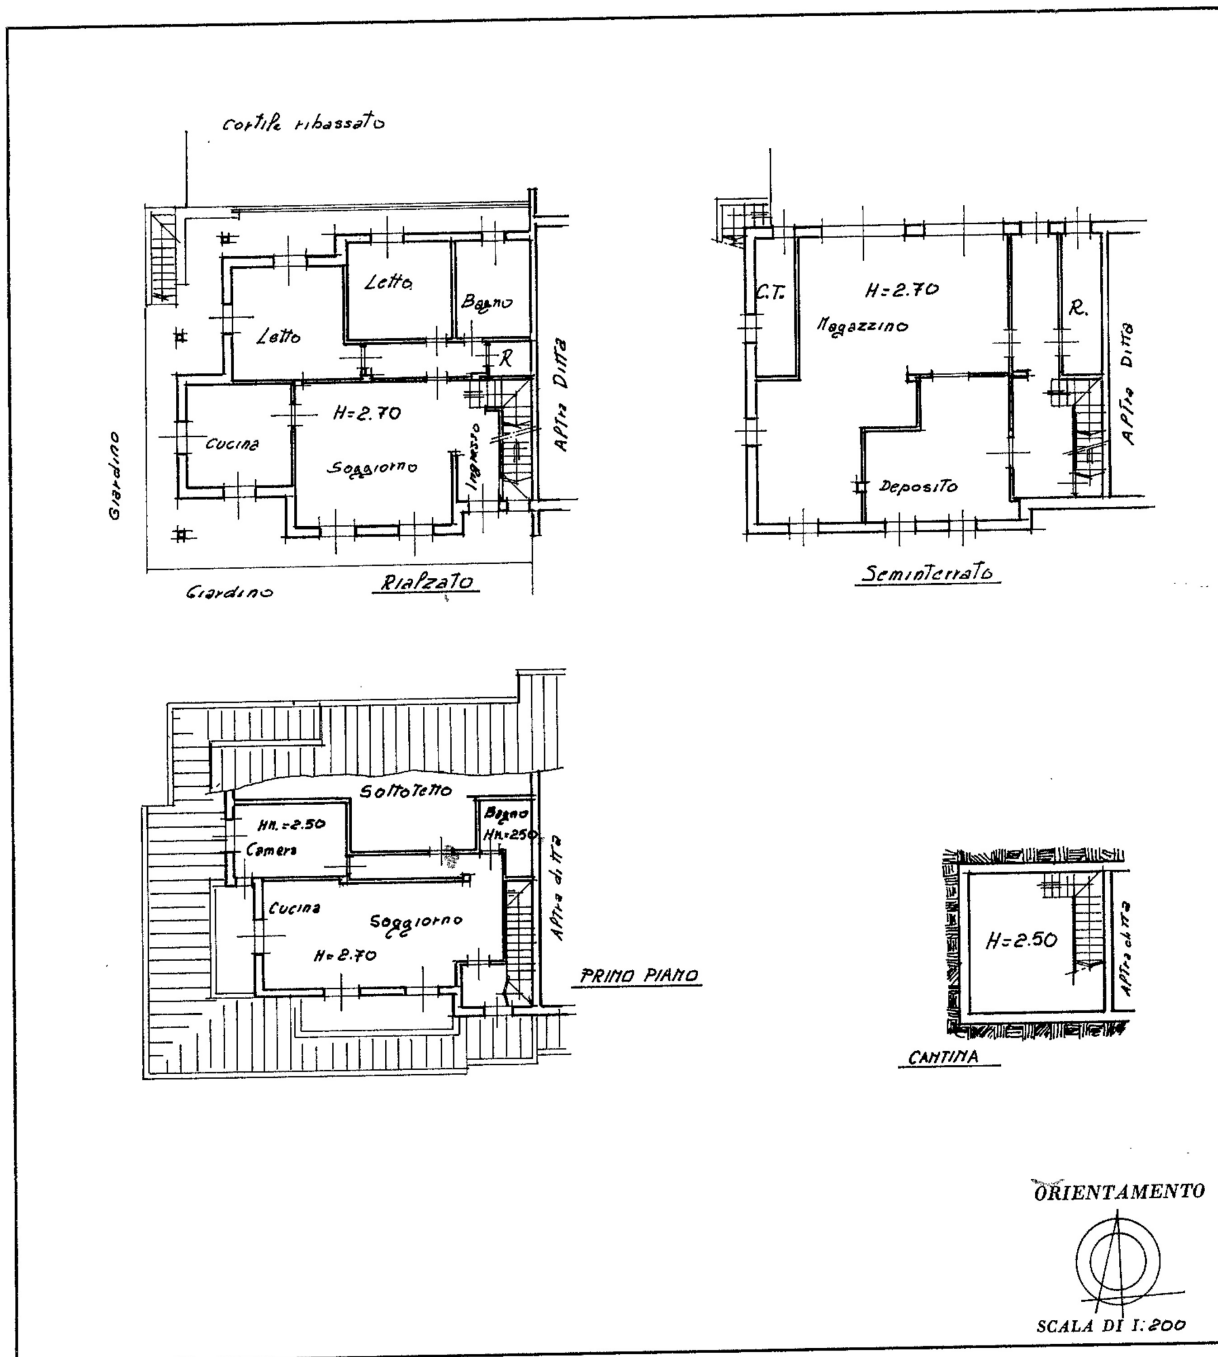 Cortile ribassato
Letto
Letto
Bagno
R
H=2.70
Cucina
Soggiorno
Ingresso
Altra Ditta
Giardino
Giardino
Rialzato
C.T.
H=2.70
Magazzino
R.
Altra Ditta
Deposito
Seminterrato
Sottotetto
Hm.=2.50
Camera
Bagno
Hm=250
Cucina
Soggiorno
H=2.70
Altra ditta
PRIMO PIANO
H=2.50
Altra ditta
CANTINA
ORIENTAMENTO
SCALA DI 1:200